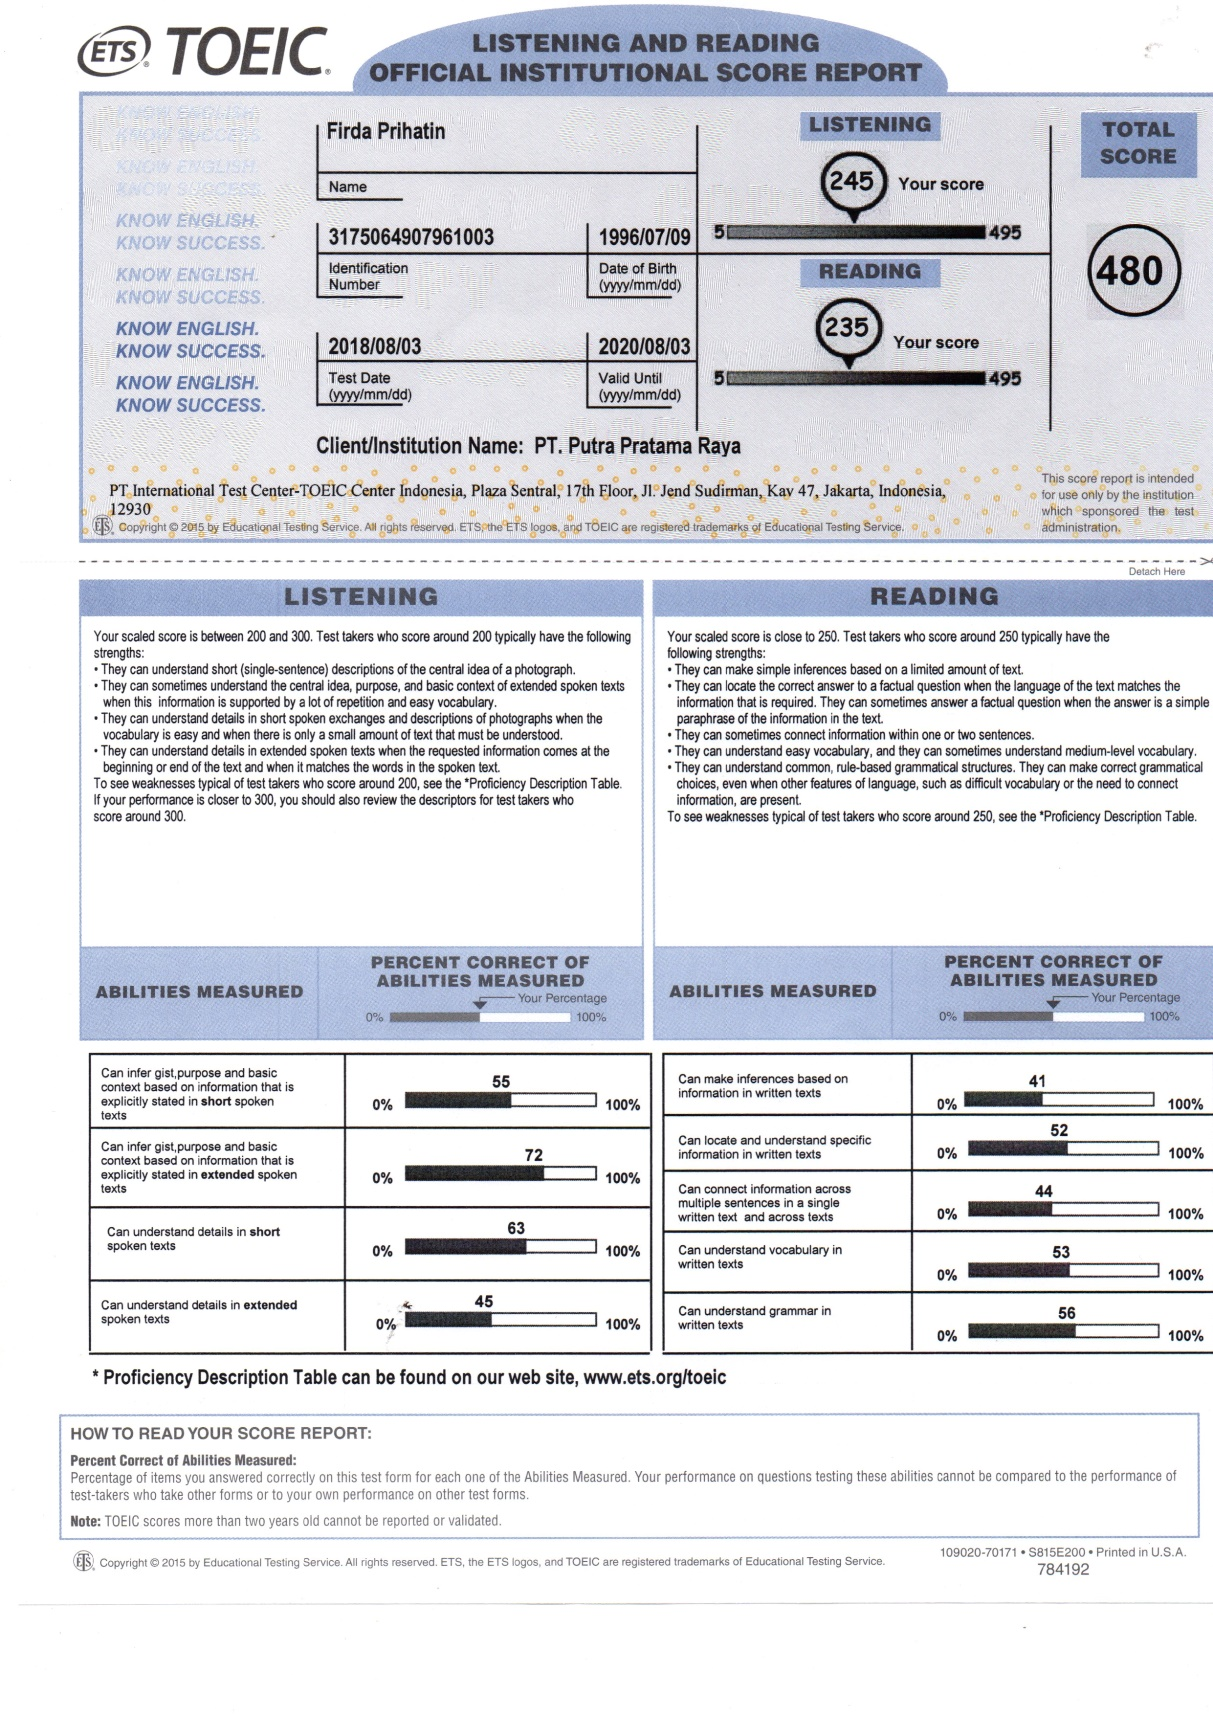 ETS TOEIC
LISTENING AND READING
OFFICIAL INSTITUTIONAL SCORE REPORT
KNOW ENGLISH.
KNOW SUCCESS.
KNOW ENGLISH.
KNOW SUCCESS.
KNOW ENGLISH.
KNOW SUCCESS.
KNOW ENGLISH.
KNOW SUCCESS.
KNOW ENGLISH.
KNOW SUCCESS.
KNOW ENGLISH.
KNOW SUCCESS.
Firda Prihatin
Name
3175064907961003
Identification
Number
1996/07/09
Date of Birth
(yyyy/mm/dd)
2018/08/03
Test Date
(yyyy/mm/dd)
2020/08/03
Valid Until
(yyyy/mm/dd)
LISTENING
245 Your score
5 495
READING
235 Your score
5 495
TOTAL
SCORE
480
Client/Institution Name: PT. Putra Pratama Raya
PT. International Test Center-TOEIC Center Indonesia, Plaza Sentral, 17th Floor, Jl. Jend Sudirman, Kav 47, Jakarta, Indonesia,
12930
ETS Copyright © 2015 by Educational Testing Service. All rights reserved. ETS, the ETS logos, and TOEIC are registered trademarks of Educational Testing Service.
This score report is intended
for use only by the institution
which sponsored the test
administration.
Detach Here
LISTENING
Your scaled score is between 200 and 300. Test takers who score around 200 typically have the following
strengths:
• They can understand short (single-sentence) descriptions of the central idea of a photograph.
• They can sometimes understand the central idea, purpose, and basic context of extended spoken texts
when this information is supported by a lot of repetition and easy vocabulary.
• They can understand details in short spoken exchanges and descriptions of photographs when the
vocabulary is easy and when there is only a small amount of text that must be understood.
• They can understand details in extended spoken texts when the requested information comes at the
beginning or end of the text and when it matches the words in the spoken text.
To see weaknesses typical of test takers who score around 200, see the *Proficiency Description Table.
If your performance is closer to 300, you should also review the descriptors for test takers who
score around 300.
READING
Your scaled score is close to 250. Test takers who score around 250 typically have the
following strengths:
• They can make simple inferences based on a limited amount of text.
• They can locate the correct answer to a factual question when the language of the text matches the
information that is required. They can sometimes answer a factual question when the answer is a simple
paraphrase of the information in the text.
• They can sometimes connect information within one or two sentences.
• They can understand easy vocabulary, and they can sometimes understand medium-level vocabulary.
• They can understand common, rule-based grammatical structures. They can make correct grammatical
choices, even when other features of language, such as difficult vocabulary or the need to connect
information, are present.
To see weaknesses typical of test takers who score around 250, see the *Proficiency Description Table.
ABILITIES MEASURED
PERCENT CORRECT OF
ABILITIES MEASURED
Your Percentage
0% 100%
Can infer gist,purpose and basic
context based on information that is
explicitly stated in short spoken
texts
55
0% 100%
Can infer gist,purpose and basic
context based on information that is
explicitly stated in extended spoken
texts
72
0% 100%
Can understand details in short
spoken texts
63
0% 100%
Can understand details in extended
spoken texts
45
0% 100%
ABILITIES MEASURED
PERCENT CORRECT OF
ABILITIES MEASURED
Your Percentage
0% 100%
Can make inferences based on
information in written texts
41
0% 100%
Can locate and understand specific
information in written texts
52
0% 100%
Can connect information across
multiple sentences in a single
written text and across texts
44
0% 100%
Can understand vocabulary in
written texts
53
0% 100%
Can understand grammar in
written texts
56
0% 100%
* Proficiency Description Table can be found on our web site, www.ets.org/toeic
HOW TO READ YOUR SCORE REPORT:
Percent Correct of Abilities Measured:
Percentage of items you answered correctly on this test form for each one of the Abilities Measured. Your performance on questions testing these abilities cannot be compared to the performance of
test-takers who take other forms or to your own performance on other test forms.
Note: TOEIC scores more than two years old cannot be reported or validated.
ETS Copyright © 2015 by Educational Testing Service. All rights reserved. ETS, the ETS logos, and TOEIC are registered trademarks of Educational Testing Service.
109020-70171 • S815E200 • Printed in U.S.A.
784192